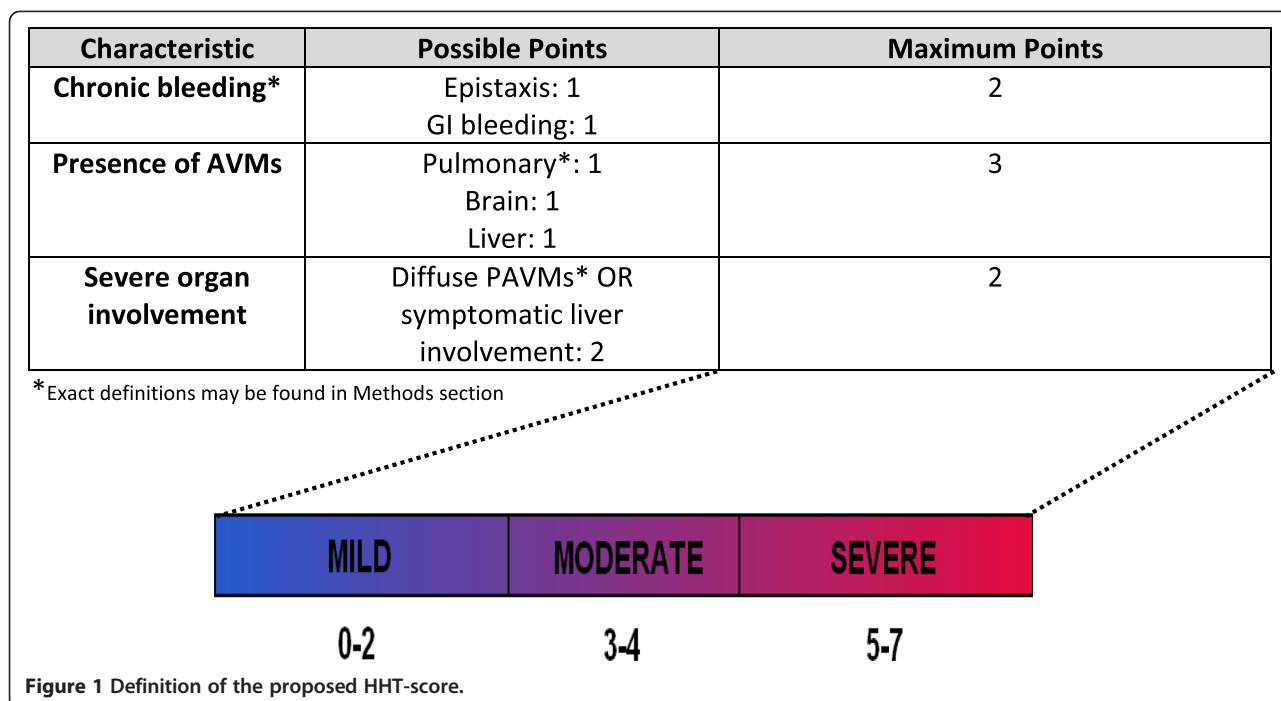 Characteristic Possible Points Maximum Points
Chronic bleeding* Epistaxis: 1 2
GI bleeding: 1
Presence of AVMs Pulmonary*: 1 3
Brain: 1
Liver: 1
Severe organ Diffuse PAVMs* OR 2
involvement symptomatic liver
involvement: 2
*Exact definitions may be found in Methods section
MILD MODERATE SEVERE
0-2 3-4 5-7
Figure 1 Definition of the proposed HHT-score.